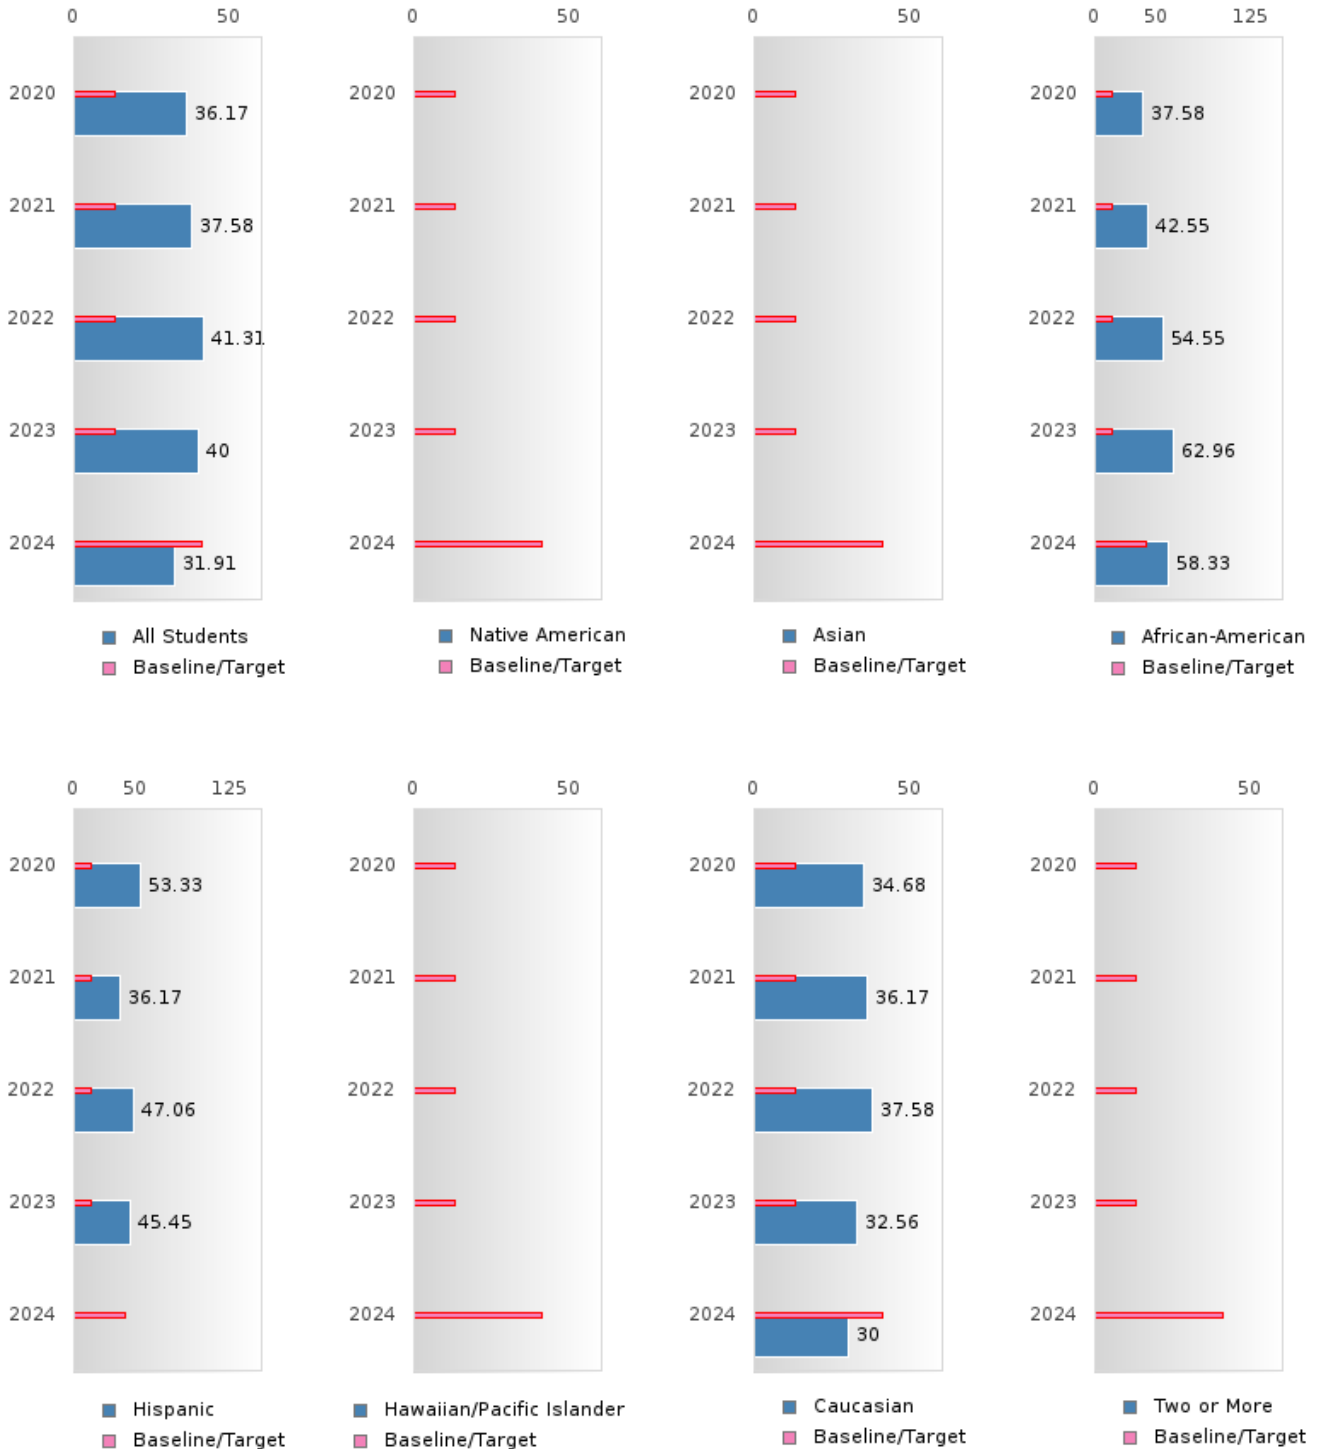 0 50 0 50 0 50 0 50 125
2020 36.17 2020 2020 2020 37.58
2021 37.58 2021 2021 2021 42.55
2022 41.31 2022 2022 2022 54.55
2023 40 2023 2023 2023 62.96
2024 31.91 2024 2024 2024 58.33
All Students Native American Asian African-American
Baseline/Target Baseline/Target Baseline/Target Baseline/Target
0 50 125 0 50 0 50 0 50
2020 53.33 2020 2020 34.68 2020
2021 36.17 2021 2021 36.17 2021
2022 47.06 2022 2022 37.58 2022
2023 45.45 2023 2023 32.56 2023
2024 2024 2024 30 2024
Hispanic Hawaiian/Pacific Islander Caucasian Two or More
Baseline/Target Baseline/Target Baseline/Target Baseline/Target